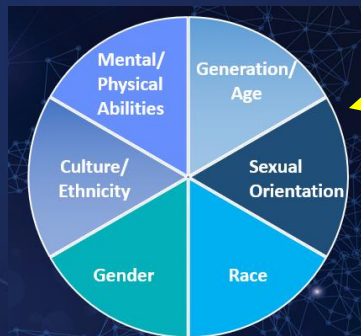 Mental/
Physical
Abilities
Generation/
Age
Culture/
Ethnicity
Sexual
Orientation
Gender
Race